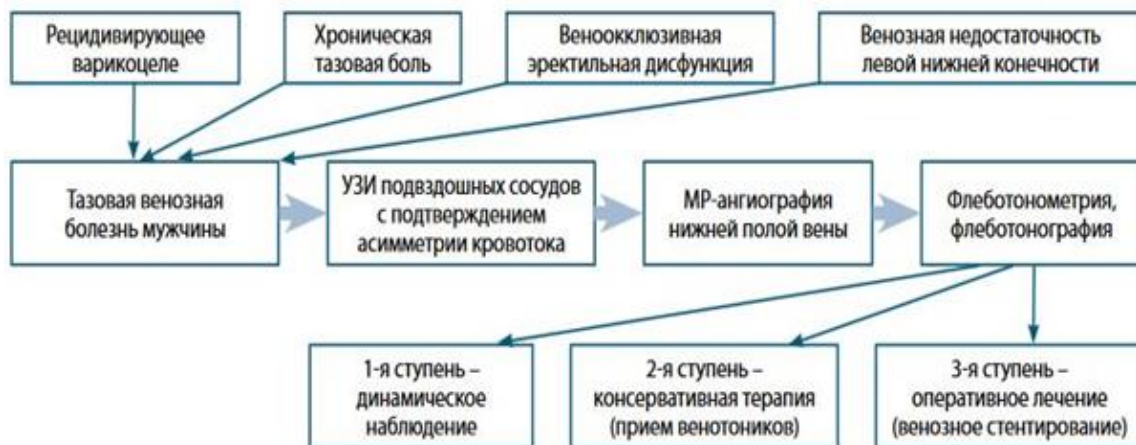 Рецидивирующее
варикоцеле
Хроническая
тазовая боль
Веноокклюзивная
эректильная дисфункция
Венозная недостаточность
левой нижней конечности
Тазовая венозная
болезнь мужчины
УЗИ подвздошных сосудов
с подтверждением
асимметрии кровотока
МР-ангиография
нижней полой вены
Флеботонометрия,
флеботонография
1-я ступень –
динамическое
наблюдение
2-я ступень –
консервативная терапия
(прием венотоников)
3-я ступень –
оперативное лечение
(венозное стентирование)